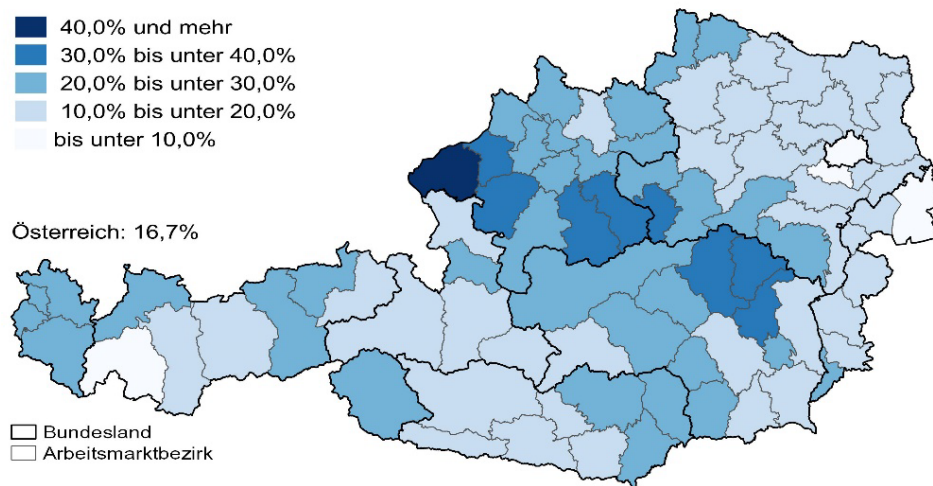 40,0% und mehr
30,0% bis unter 40,0%
20,0% bis unter 30,0%
10,0% bis unter 20,0%
bis unter 10,0%
Österreich: 16,7%
Bundesland
Arbeitsmarktbezirk